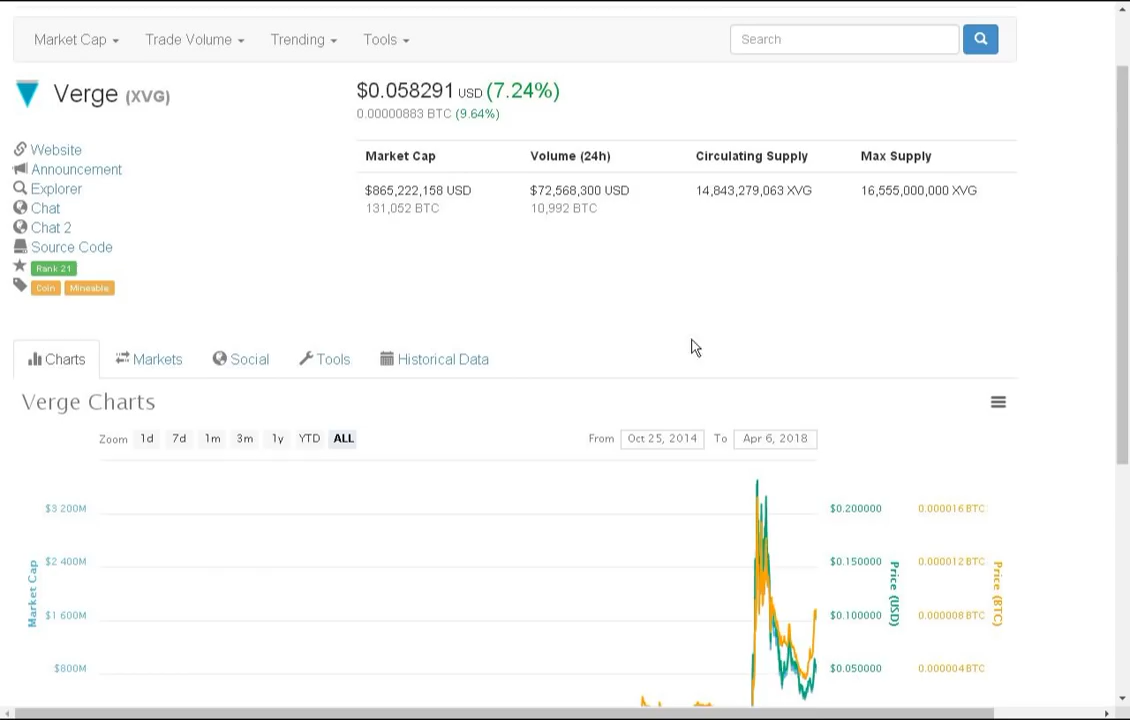 Market Cap Trade Volume Trending Tools Search
Verge (XVG)
$0.058291 USD (7.24%)
0.00000883 BTC (9.64%)
Website
Announcement
Explorer
Chat
Chat 2
Source Code
Rank 21
Coin Mineable
Market Cap Volume (24h) Circulating Supply Max Supply
$865,222,158 USD $72,568,300 USD 14,843,279,063 XVG 16,555,000,000 XVG
131,052 BTC 10,992 BTC
Charts Markets Social Tools Historical Data
Verge Charts
Zoom 1d 7d 1m 3m 1y YTD ALL From Oct 25, 2014 To Apr 6, 2018
$3 200M $0.200000 0.000016 BTC
$2 400M $0.150000 0.000012 BTC
$1 600M $0.100000 0.000008 BTC
$800M $0.050000 0.000004 BTC
Market Cap
Price (USD)
Price (BTC)